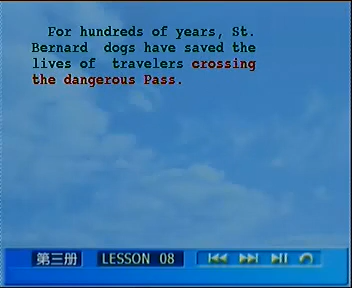 For hundreds of years, St.
Bernard dogs have saved the
lives of travelers crossing
the dangerous Pass.
第三册 LESSON 08